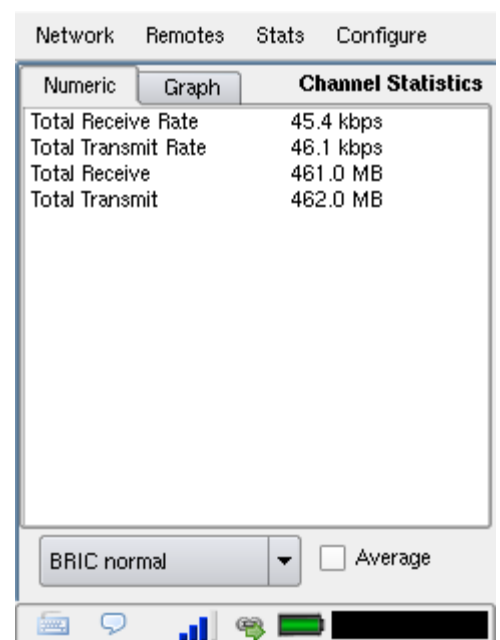 Network Remotes Stats Configure
Numeric Graph Channel Statistics
Total Receive Rate 45.4 kbps
Total Transmit Rate 46.1 kbps
Total Receive 461.0 MB
Total Transmit 462.0 MB
BRIC normal Average